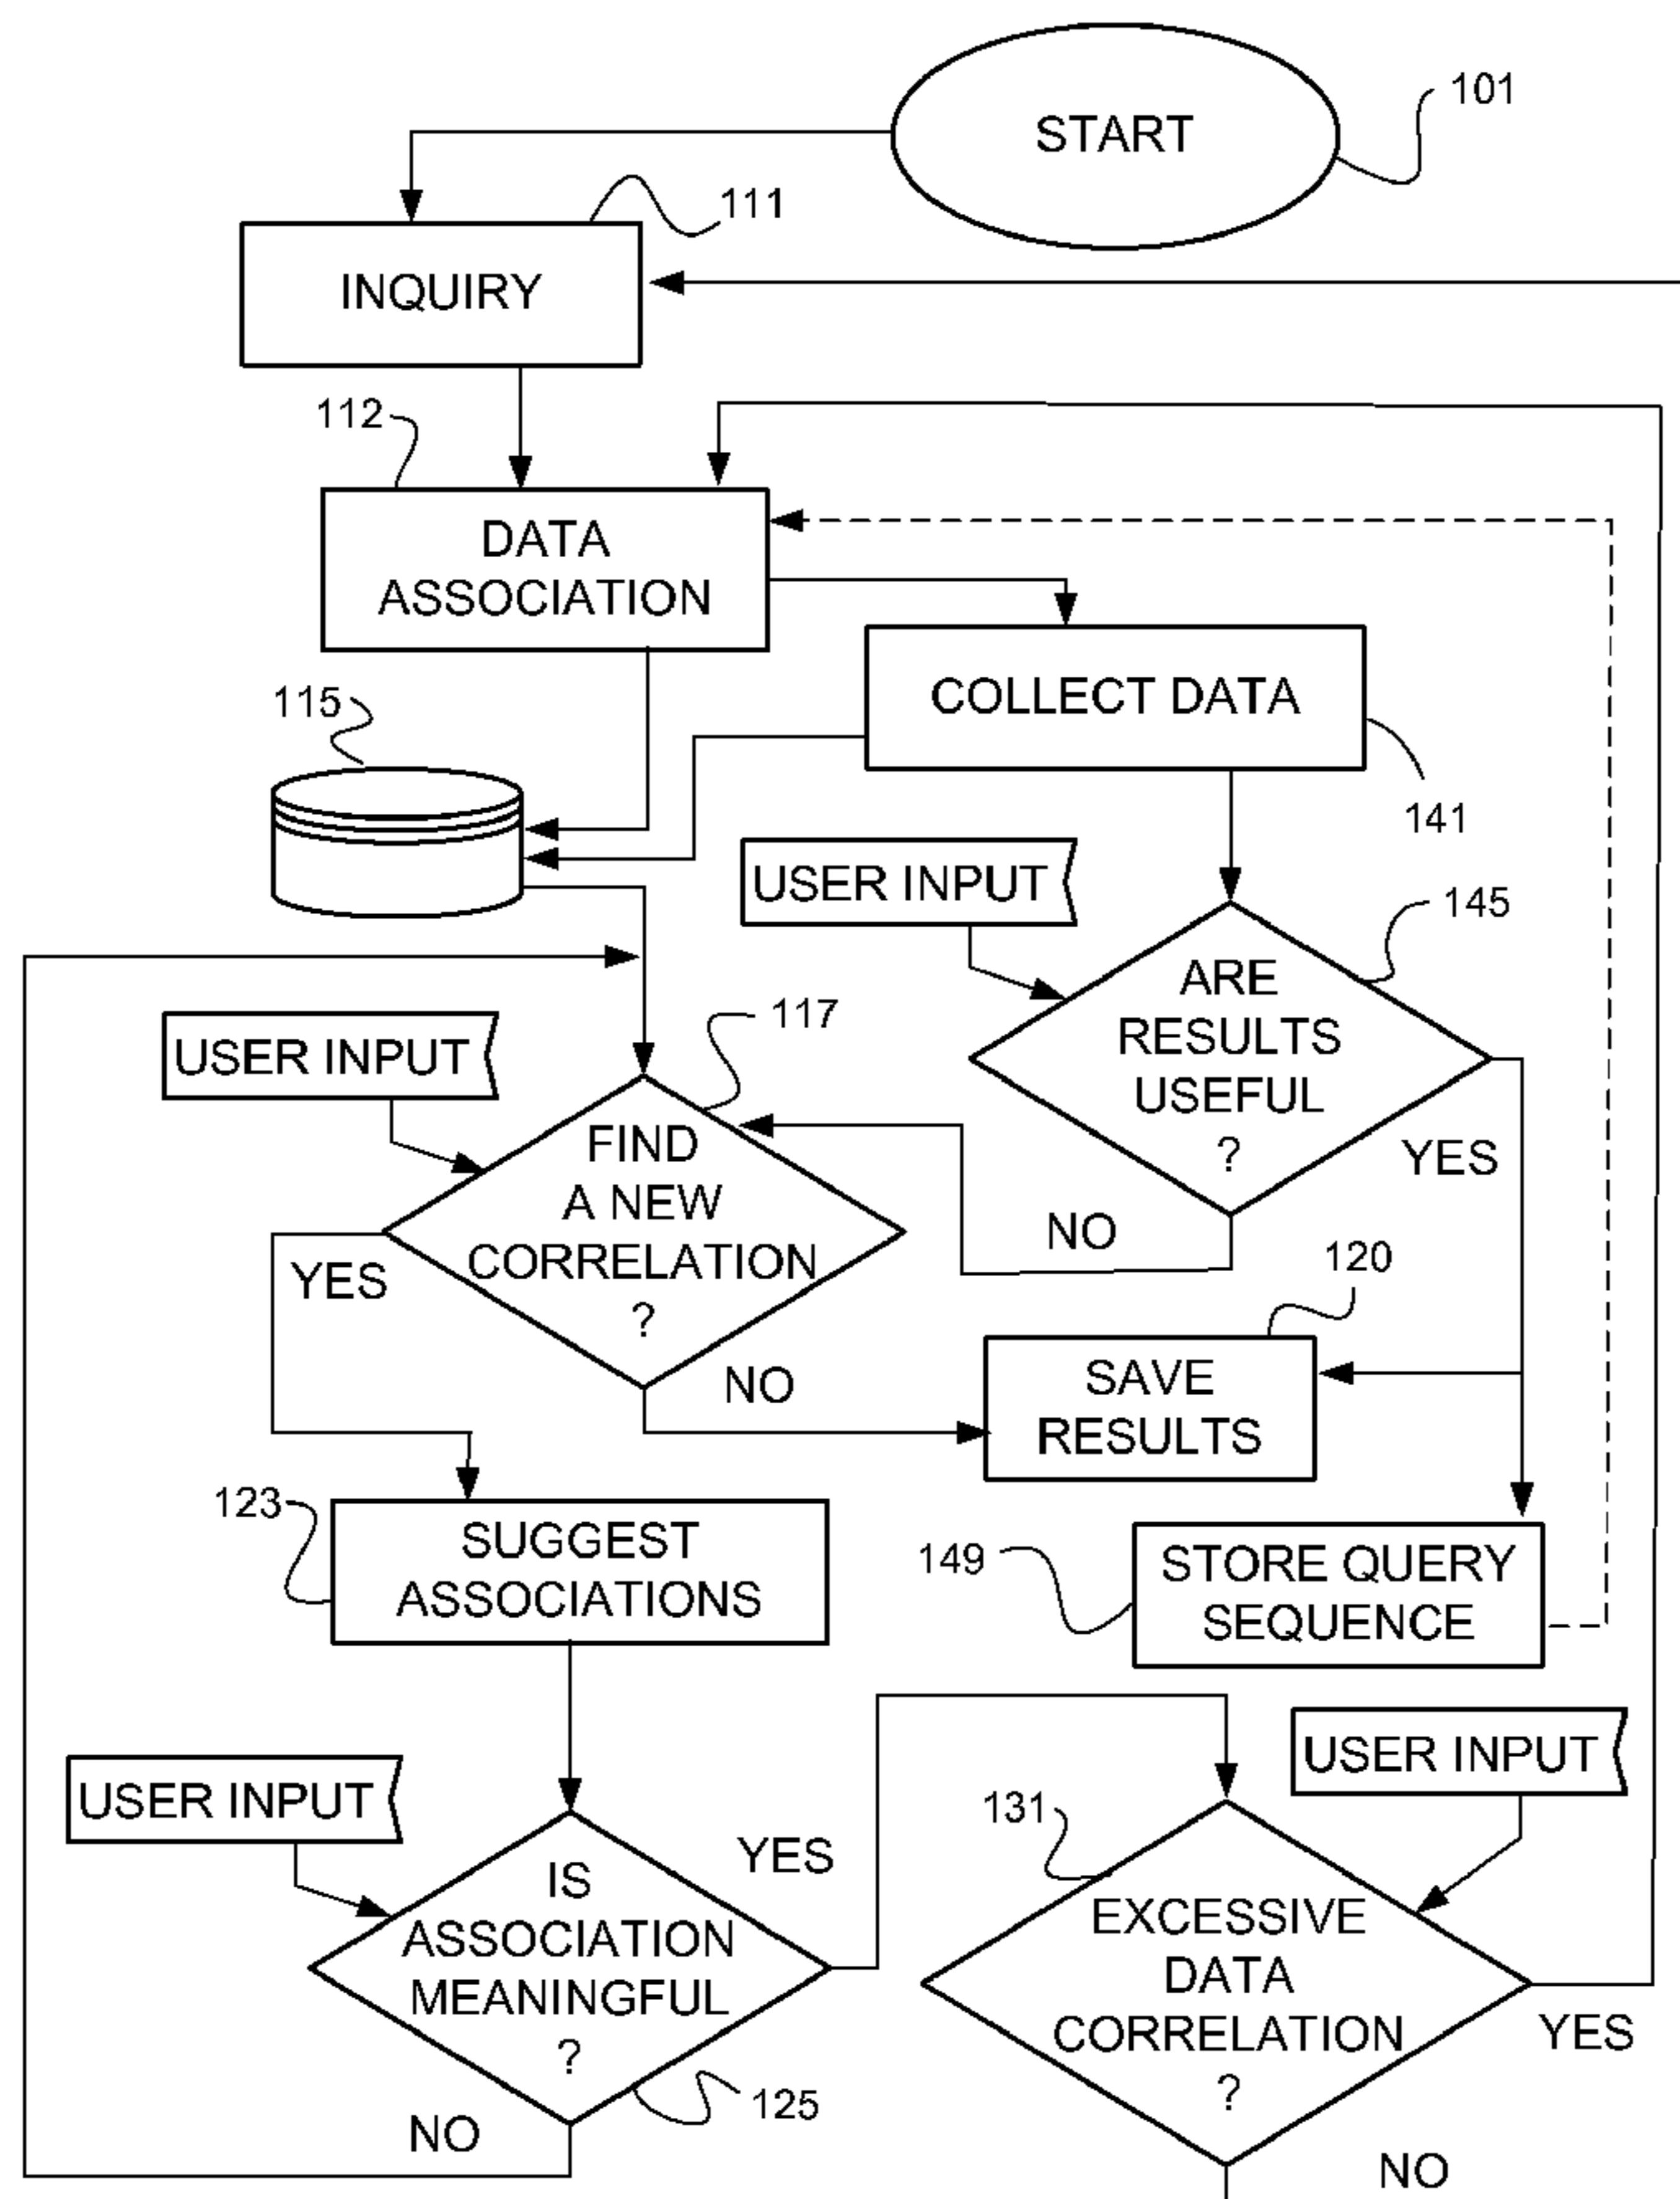 START
101
111
INQUIRY
112
DATA
ASSOCIATION
COLLECT DATA
115
141
USER INPUT
145
ARE
RESULTS
USEFUL
?
117
USER INPUT
FIND
A NEW
CORRELATION
?
YES
NO
YES
120
NO
SAVE
RESULTS
123
SUGGEST
ASSOCIATIONS
149
STORE QUERY
SEQUENCE
USER INPUT
USER INPUT
131
YES
IS
ASSOCIATION
MEANINGFUL
?
EXCESSIVE
DATA
CORRELATION
?
YES
125
NO
NO